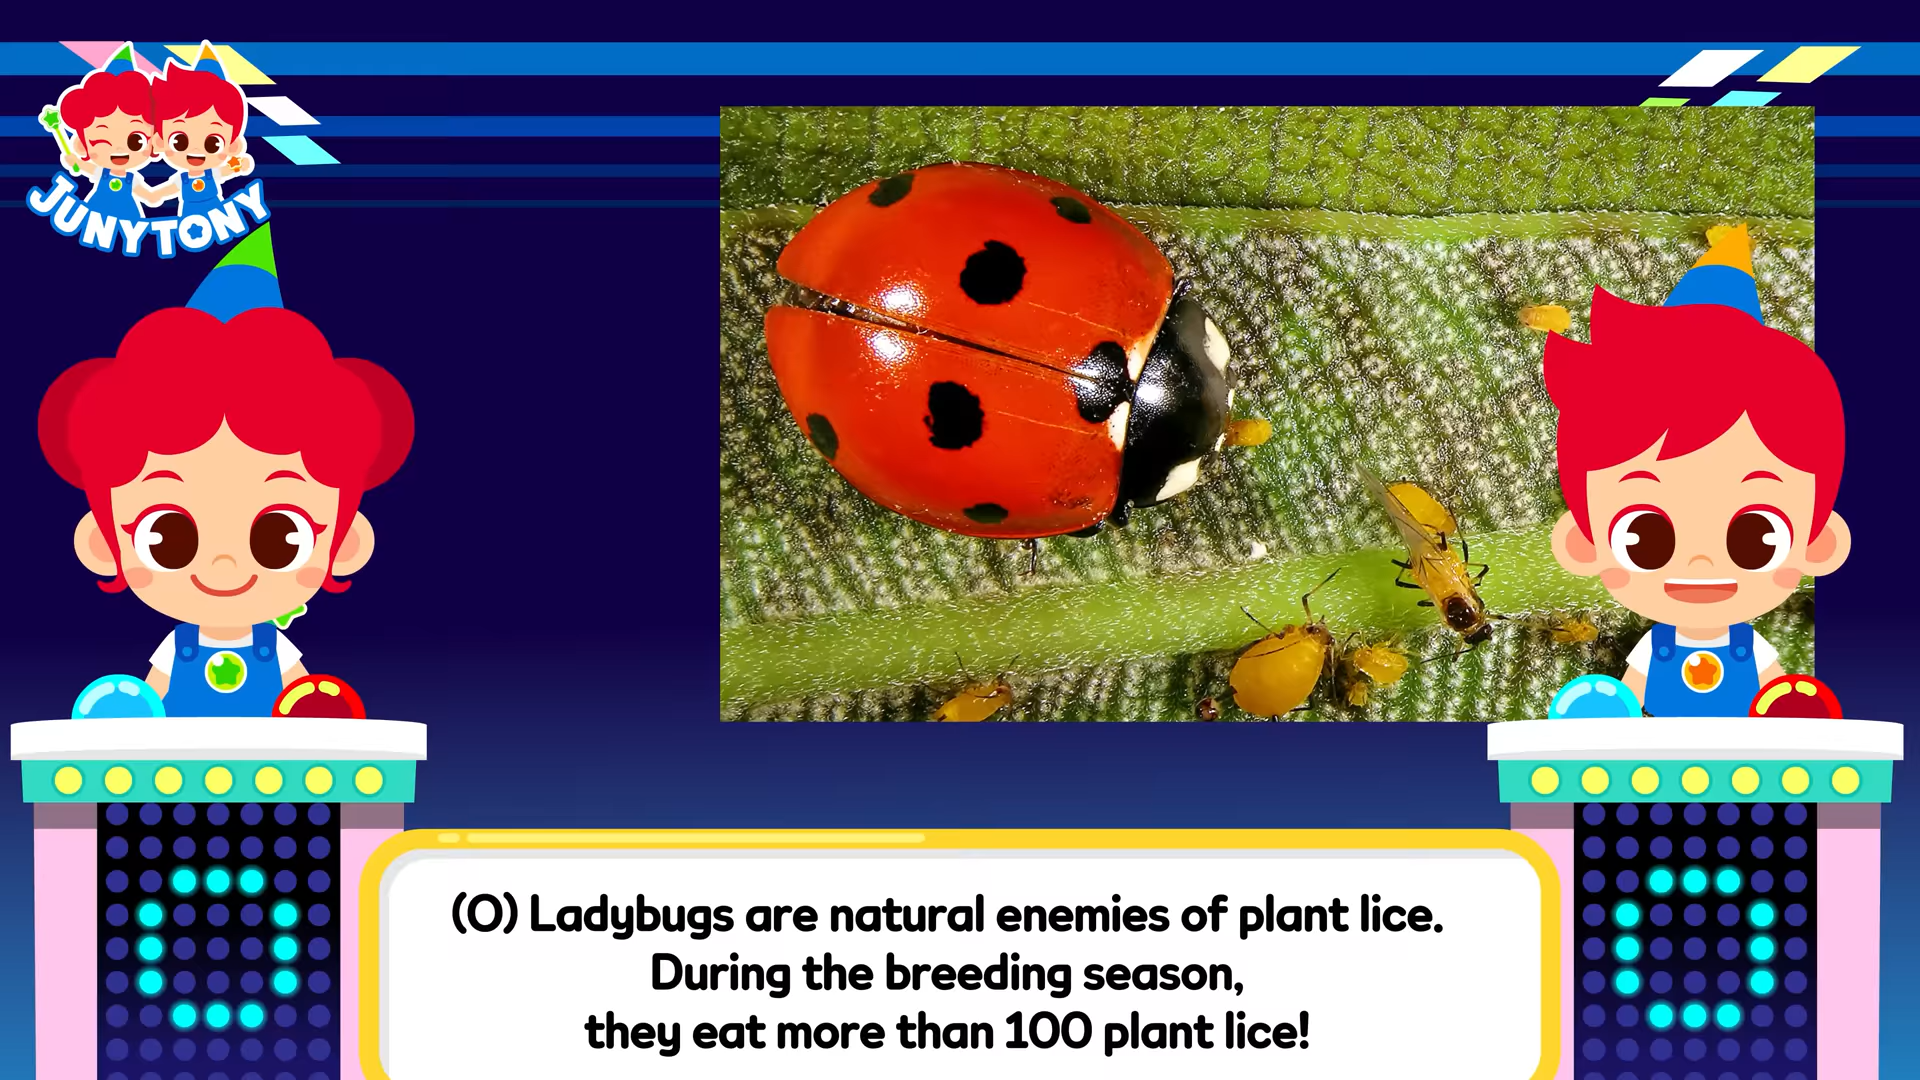 JUNYTONY
(O) Ladybugs are natural enemies of plant lice.
During the breeding season,
they eat more than 100 plant lice!